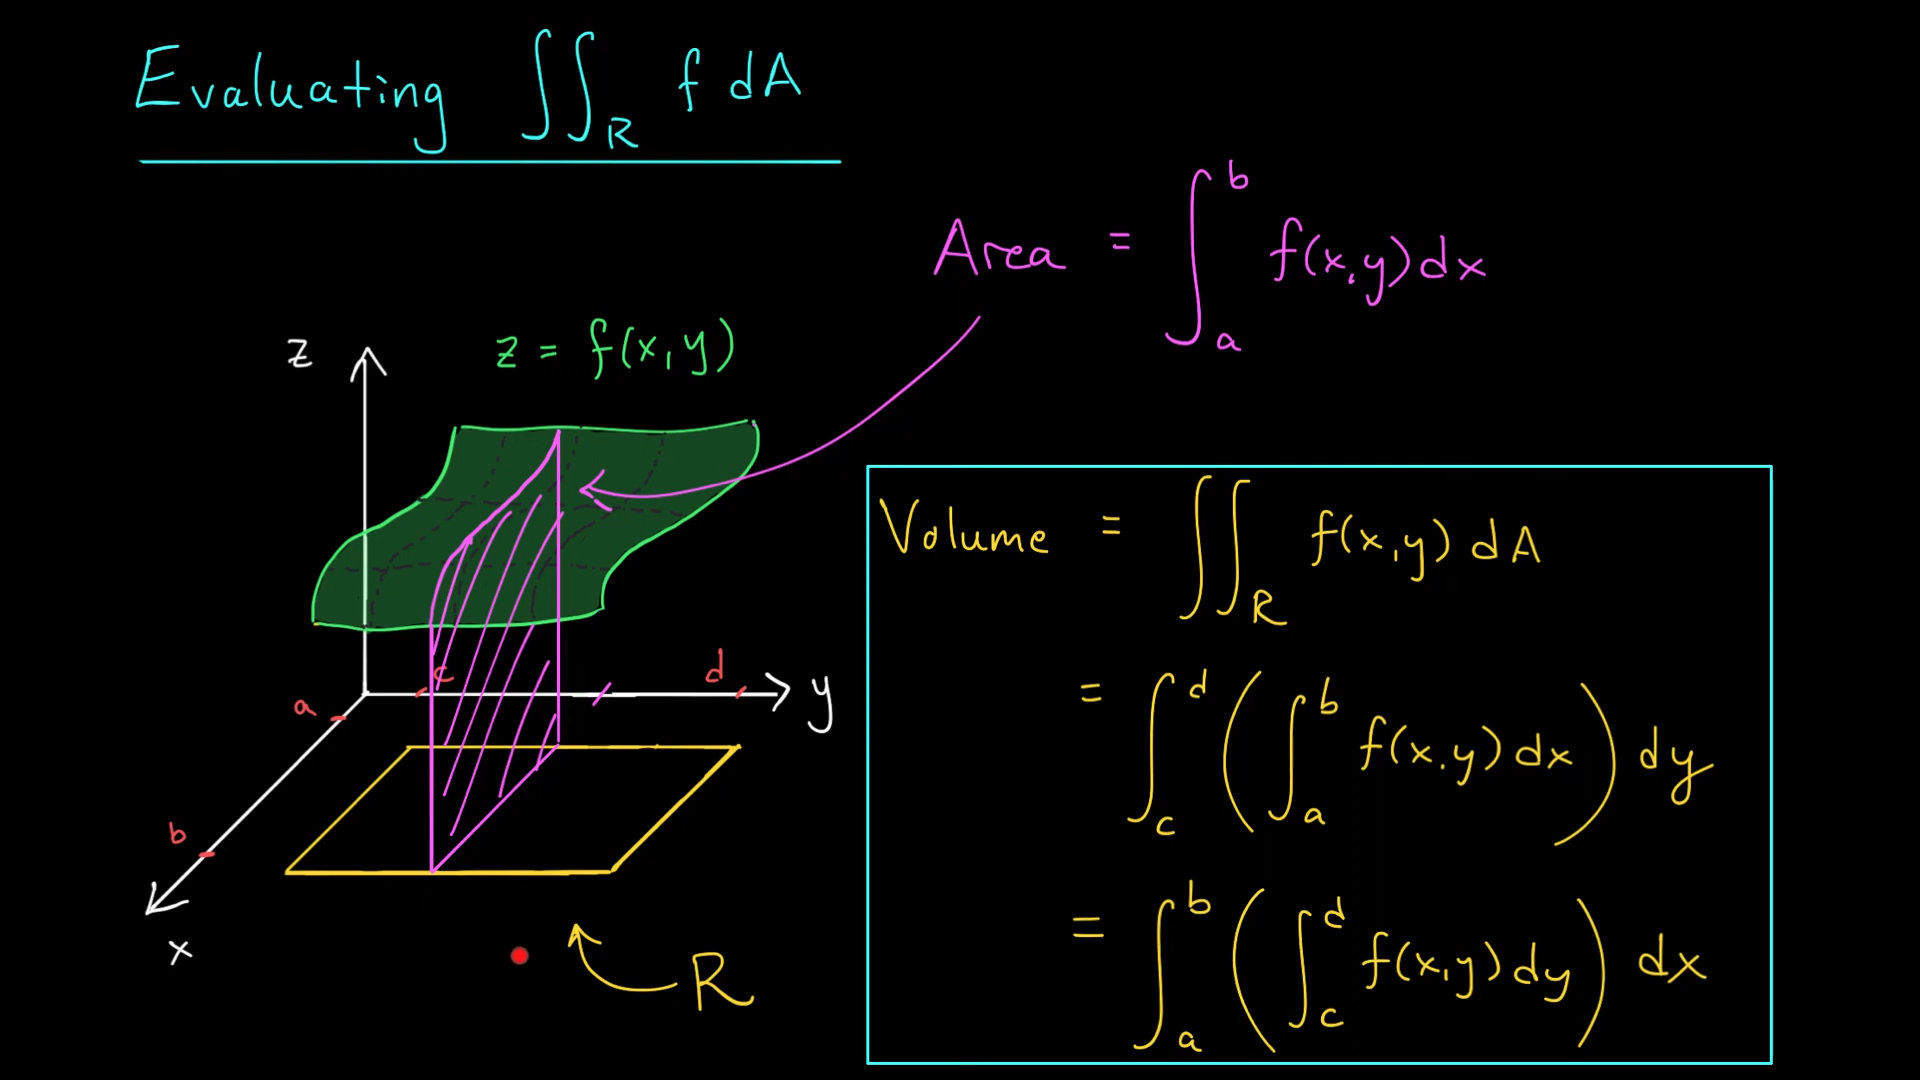 Evaluating ∬_R f dA
Area = ∫_a^b f(x,y)dx
z
z = f(x,y)
c
d
y
a
b
x
R
Volume = ∬_R f(x,y) dA
= ∫_c^d (∫_a^b f(x,y)dx) dy
= ∫_a^b (∫_c^d f(x,y)dy) dx